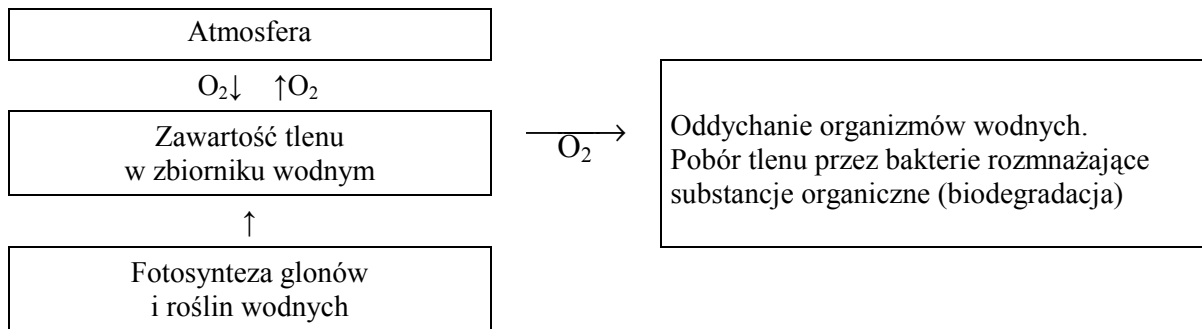 Atmosfera
O₂↓ ↑O₂
Zawartość tlenu
w zbiorniku wodnym
→
O₂
Oddychanie organizmów wodnych.
Pobór tlenu przez bakterie rozmnażające
substancje organiczne (biodegradacja)
↑
Fotosynteza glonów
i roślin wodnych